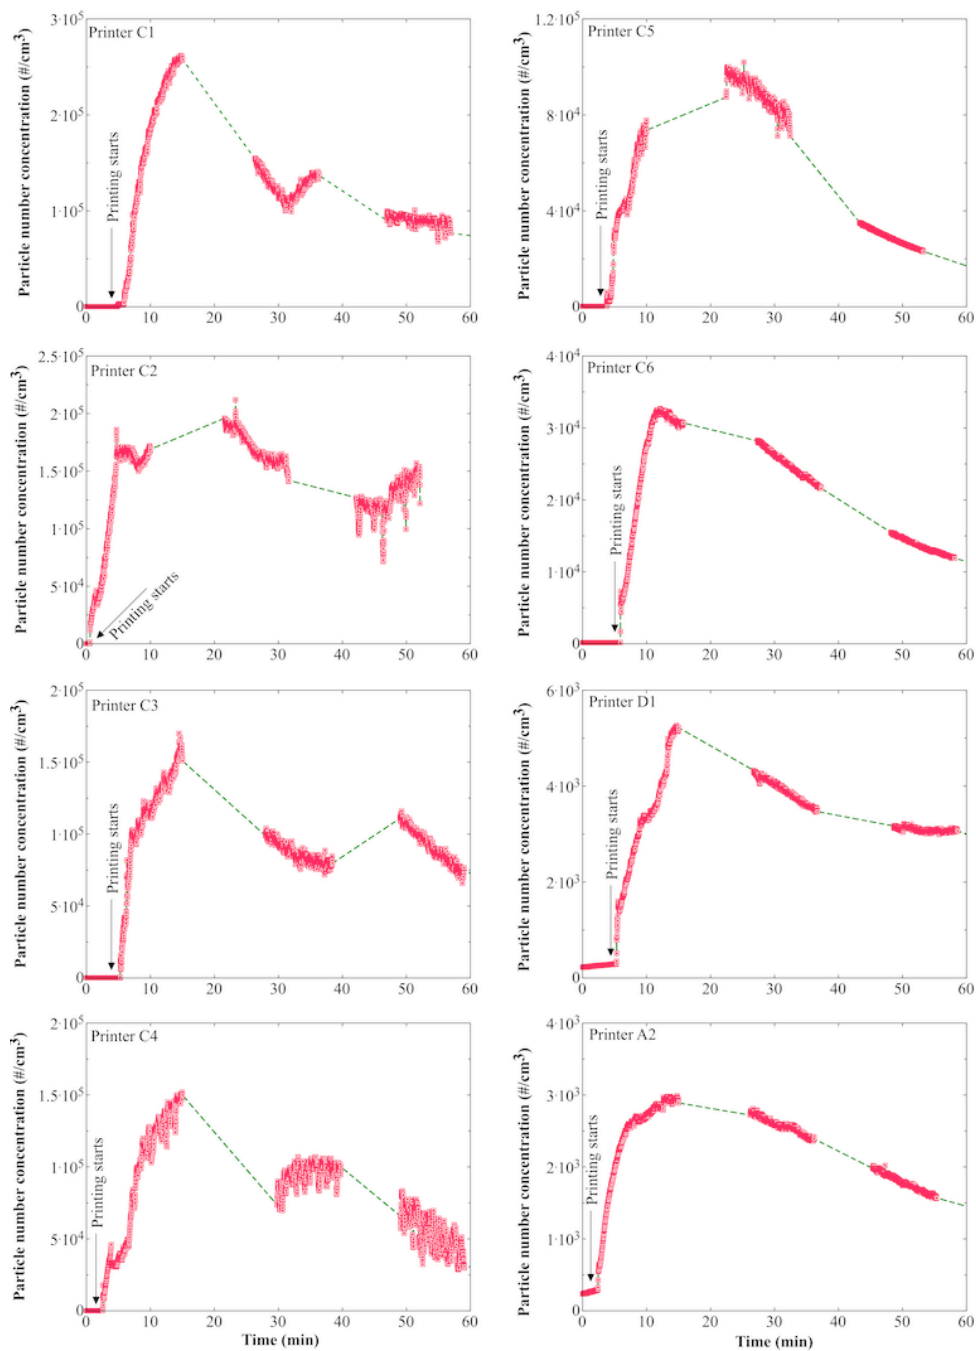 Printer C1
Particle number concentration (#/cm³)
3·10⁵
2·10⁵
1·10⁵
0
Printing starts
0 10 20 30 40 50 60
Printer C5
Particle number concentration (#/cm³)
1.2·10⁵
8·10⁴
4·10⁴
0
Printing starts
0 10 20 30 40 50 60
Printer C2
Particle number concentration (#/cm³)
2.5·10⁵
2·10⁵
1.5·10⁵
1·10⁵
5·10⁴
0
Printing starts
0 10 20 30 40 50 60
Printer C6
Particle number concentration (#/cm³)
4·10⁴
3·10⁴
2·10⁴
1·10⁴
0
Printing starts
0 10 20 30 40 50 60
Printer C3
Particle number concentration (#/cm³)
2·10⁵
1.5·10⁵
1·10⁵
5·10⁴
0
Printing starts
0 10 20 30 40 50 60
Printer D1
Particle number concentration (#/cm³)
6·10³
4·10³
2·10³
0
Printing starts
0 10 20 30 40 50 60
Printer C4
Particle number concentration (#/cm³)
2·10⁵
1.5·10⁵
1·10⁵
5·10⁴
0
Printing starts
0 10 20 30 40 50 60
Time (min)
Printer A2
Particle number concentration (#/cm³)
4·10³
3·10³
2·10³
1·10³
0
Printing starts
0 10 20 30 40 50 60
Time (min)